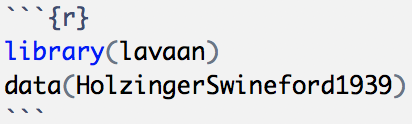 ```{r}
library(lavaan)
data(HolzingerSwineford1939)
```